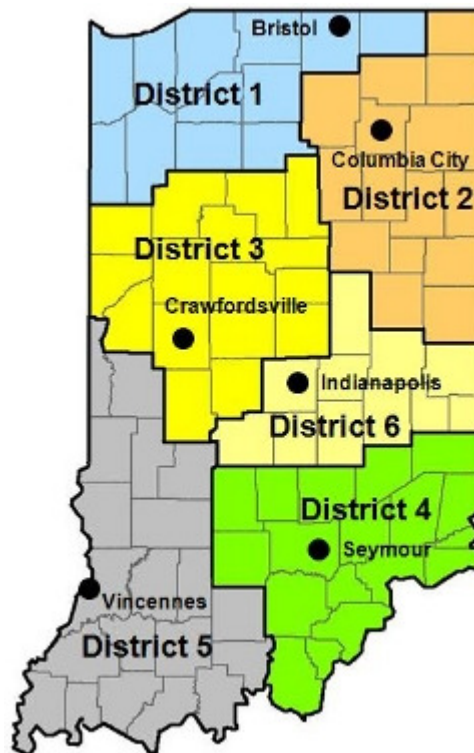 Bristol
District 1
Columbia City
District 2
District 3
Crawfordsville
Indianapolis
District 6
District 4
Seymour
Vincennes
District 5